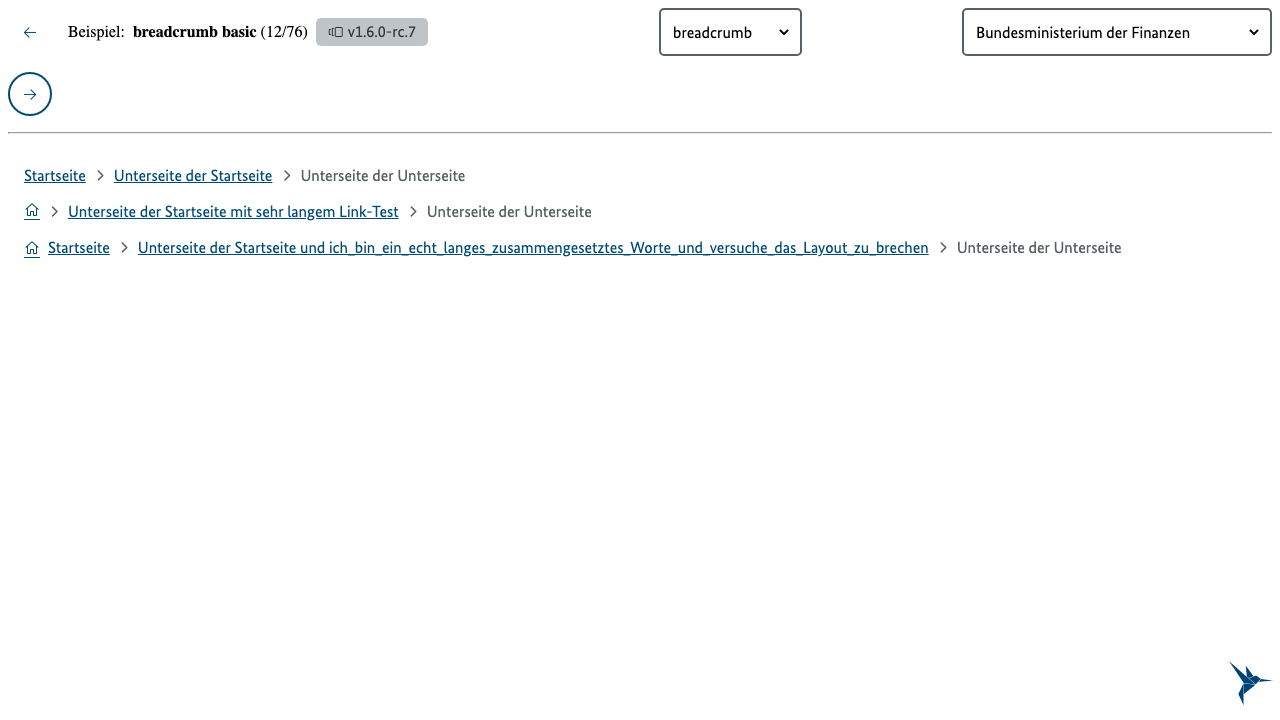 Beispiel: breadcrumb basic (12/76) v1.6.0-rc.7 breadcrumb Bundesministerium der Finanzen
Startseite Unterseite der Startseite Unterseite der Unterseite
Unterseite der Startseite mit sehr langem Link-Test Unterseite der Unterseite
Startseite Unterseite der Startseite und ich_bin_ein_echt_langes_zusammengesetztes_Worte_und_versuche_das_Layout_zu_brechen Unterseite der Unterseite